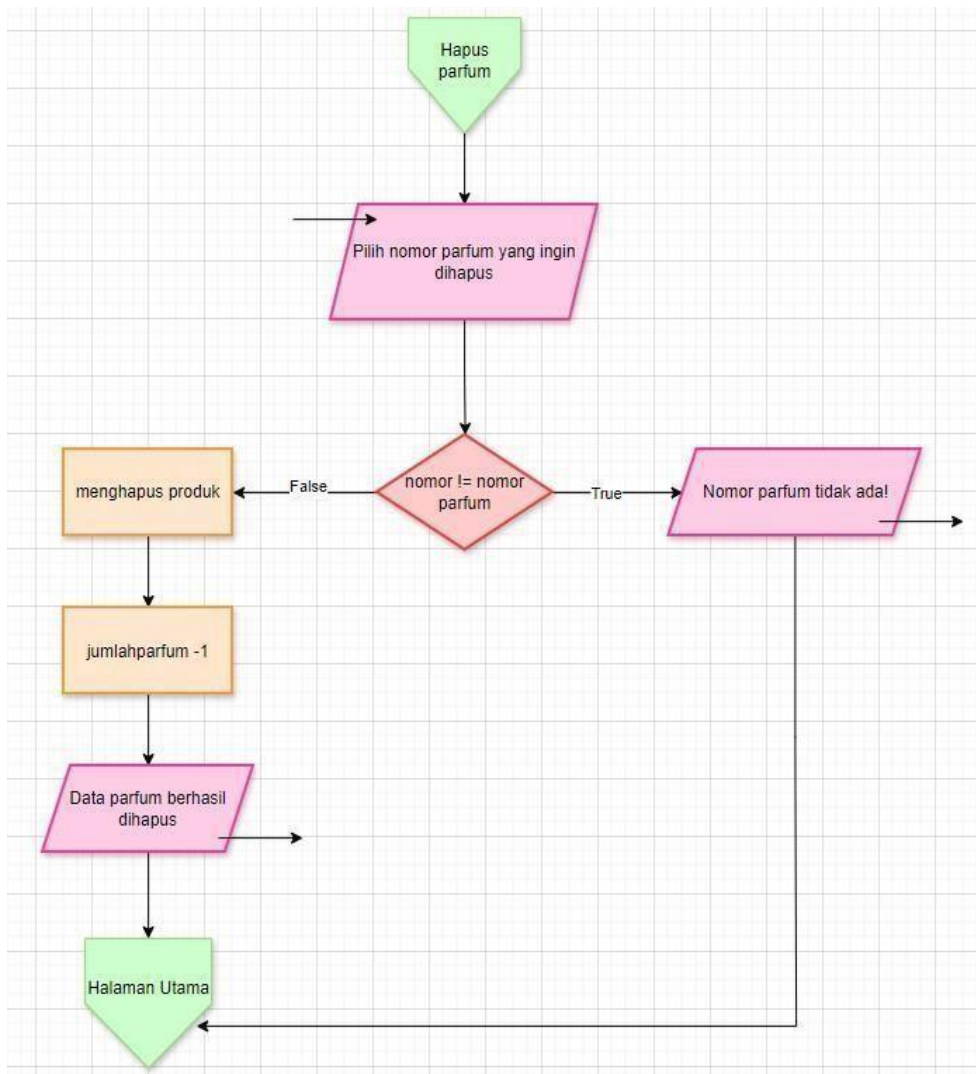 Hapus
parfum
Pilih nomor parfum yang ingin
dihapus
nomor != nomor
parfum
False
True
menghapus produk
Nomor parfum tidak ada!
jumlahparfum -1
Data parfum berhasil
dihapus
Halaman Utama